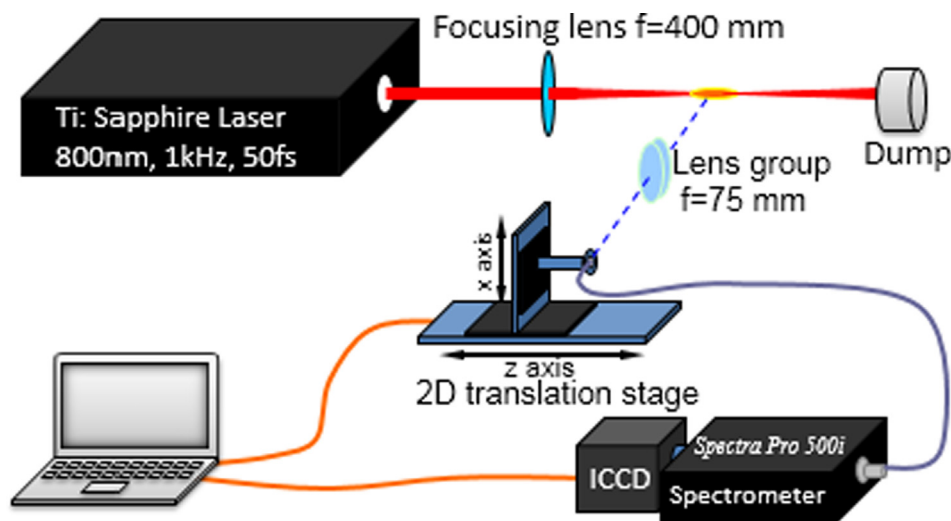 Focusing lens f=400 mm
Ti: Sapphire Laser
800nm, 1kHz, 50fs
Dump
Lens group
f=75 mm
x axis
z axis
2D translation stage
Spectra Pro 500i
ICCD
Spectrometer